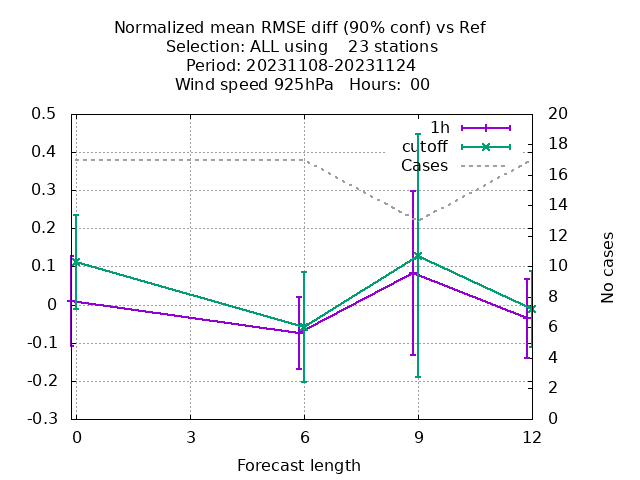 Normalized mean RMSE diff (90% conf) vs Ref
Selection: ALL using    23 stations
Period: 20231108-20231124
Wind speed 925hPa   Hours:  00
0.5
0.4
0.3
0.2
0.1
0
-0.1
-0.2
-0.3
20
18
16
14
12
10
8
6
4
2
0
1h
cutoff
Cases
No cases
0
3
6
9
12
Forecast length